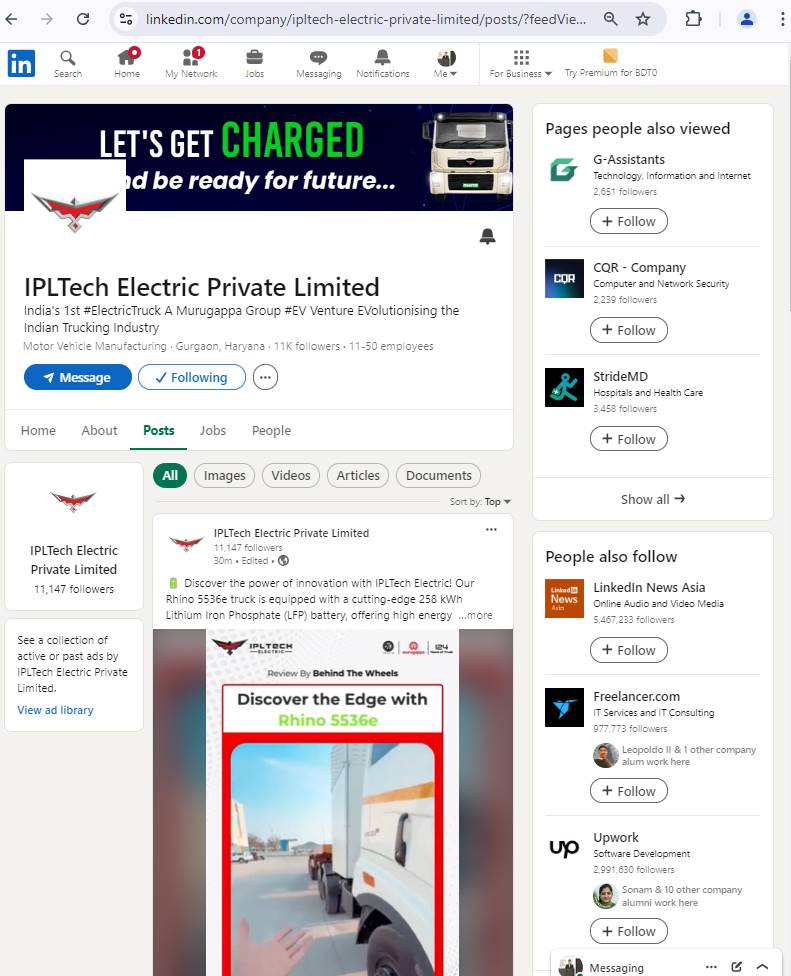 linkedin.com/company/ipltech-electric-private-limited/posts/?feedVie...
in
Search
Home
1
My Network
Jobs
Messaging
Notifications
Me
For Business
Try Premium for BDT0
LET'S GET CHARGED
nd be ready for future...
IPLTech Electric Private Limited
India's 1st #ElectricTruck A Murugappa Group #EV Venture EVolutionising the
Indian Trucking Industry
Motor Vehicle Manufacturing · Gurgaon, Haryana · 11K followers · 11-50 employees
Message
Following
Home
About
Posts
Jobs
People
IPLTech Electric
Private Limited
11,147 followers
See a collection of
active or past ads by
IPLTech Electric Private
Limited.
View ad library
All
Images
Videos
Articles
Documents
Sort by: Top
IPLTech Electric Private Limited
11,147 followers
30m • Edited •
Discover the power of innovation with IPLTech Electric! Our
Rhino 5536e truck is equipped with a cutting-edge 258 kWh
Lithium Iron Phosphate (LFP) battery, offering high energy ...more
IPLTECH
ELECTRIC
murugappa
124
Review By Behind The Wheels
Discover the Edge with
Rhino 5536e
Pages people also viewed
G-Assistants
Technology, Information and Internet
2,651 followers
+ Follow
CQR
CQR - Company
Computer and Network Security
2,239 followers
+ Follow
StrideMD
Hospitals and Health Care
3,458 followers
+ Follow
Show all →
People also follow
Linked in
News
Asia
LinkedIn News Asia
Online Audio and Video Media
5,467,233 followers
+ Follow
Freelancer.com
IT Services and IT Consulting
977,773 followers
Leopoldo II & 1 other company
alum work here
+ Follow
up
Upwork
Software Development
2,991,630 followers
Sonam & 10 other company
alumni work here
+ Follow
Messaging